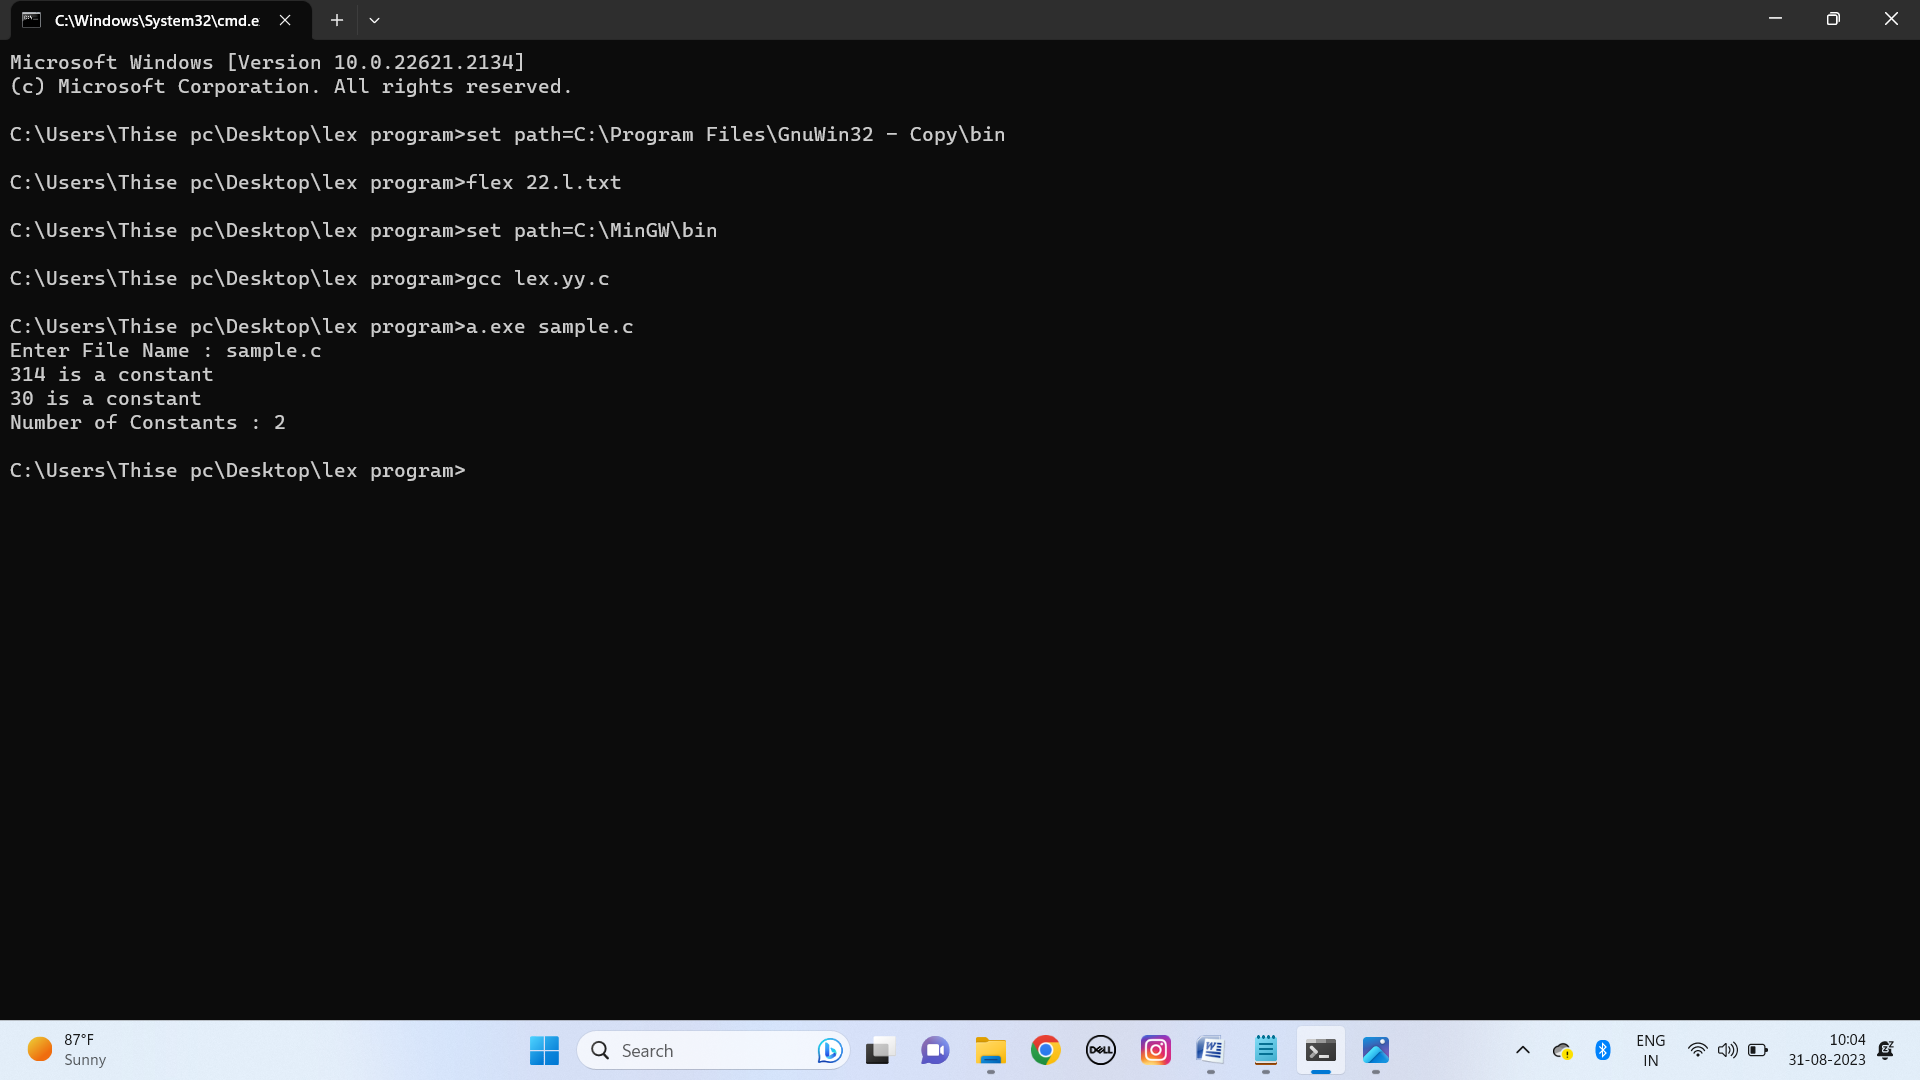 C:\Windows\System32\cmd.e
Microsoft Windows [Version 10.0.22621.2134]
(c) Microsoft Corporation. All rights reserved.
C:\Users\Thise pc\Desktop\lex program>set path=C:\Program Files\GnuWin32 - Copy\bin
C:\Users\Thise pc\Desktop\lex program>flex 22.l.txt
C:\Users\Thise pc\Desktop\lex program>set path=C:\MinGW\bin
C:\Users\Thise pc\Desktop\lex program>gcc lex.yy.c
C:\Users\Thise pc\Desktop\lex program>a.exe sample.c
Enter File Name : sample.c
314 is a constant
30 is a constant
Number of Constants : 2
C:\Users\Thise pc\Desktop\lex program>
87°F
Sunny
Search
DELL
ENG
IN
10:04
31-08-2023